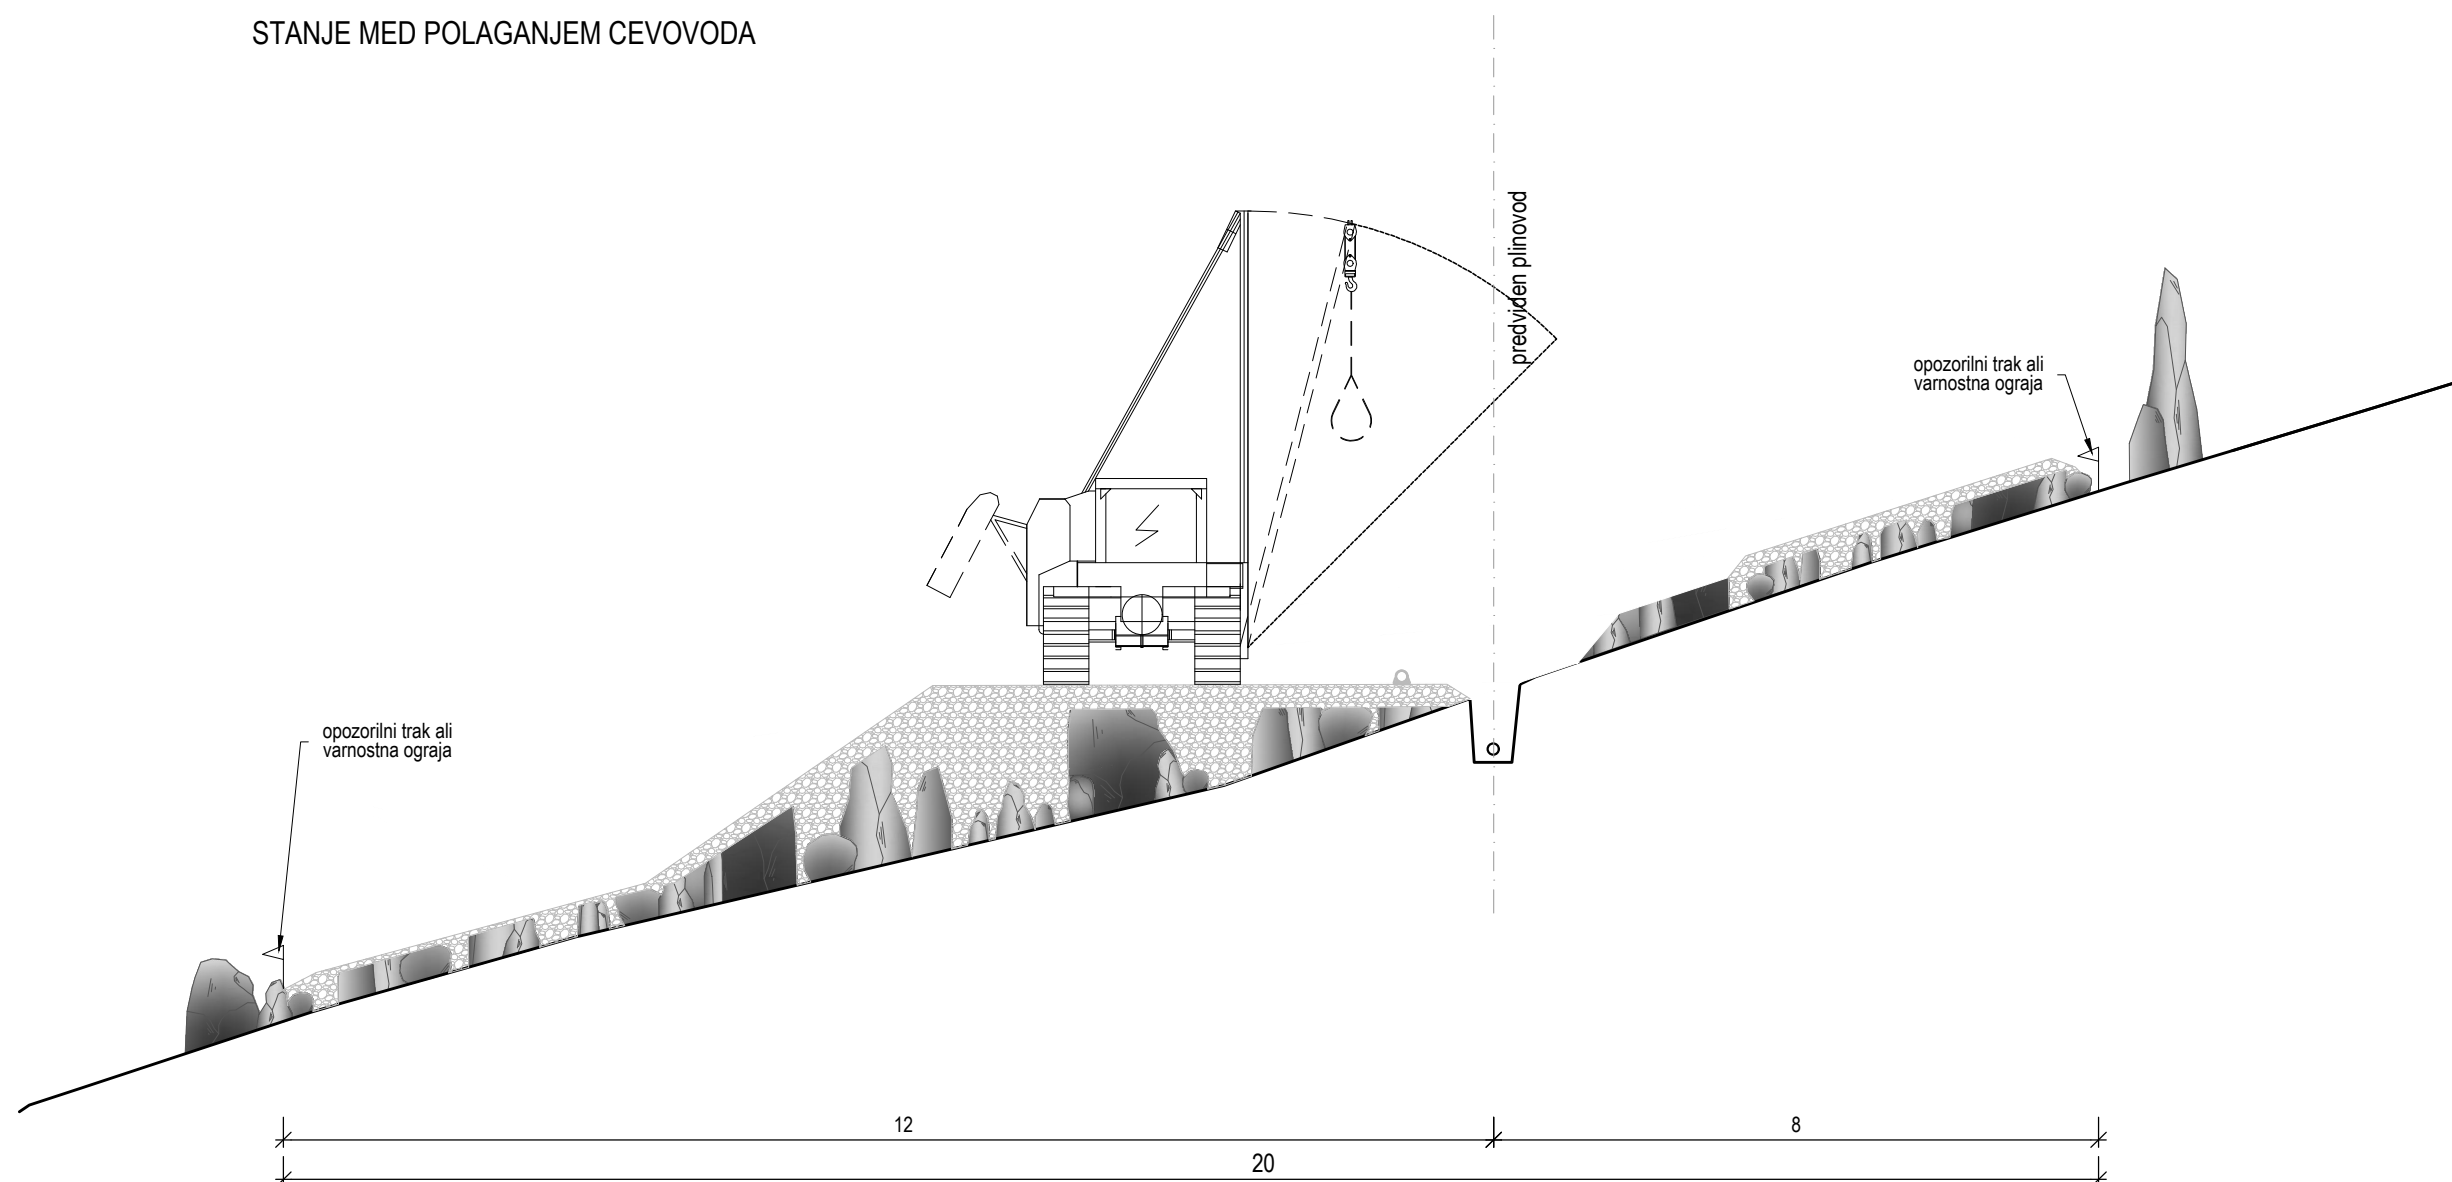 STANJE MED POLAGANJEM CEVOVODA
predviden plinovod
opozorilni trak ali
varnostna ograja
opozorilni trak ali
varnostna ograja
12
8
20